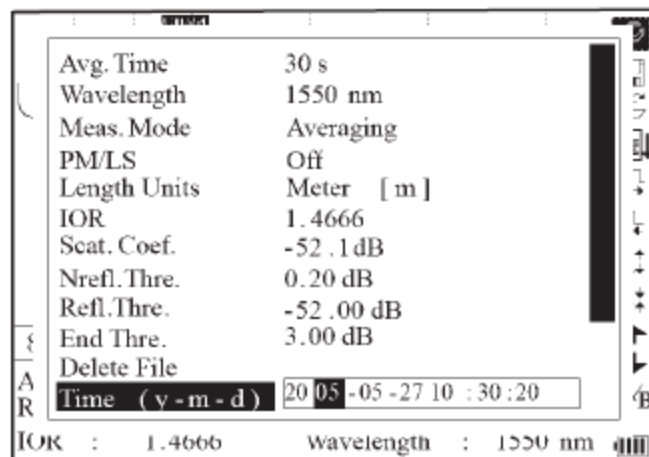 Avg. Time 30 s
Wavelength 1550 nm
Meas. Mode Averaging
PM/LS Off
Length Units Meter [ m ]
IOR 1.4666
Scat. Coef. -52 .1dB
Nrefl.Thre. 0.20 dB
Refl.Thre. -52.00 dB
End Thre. 3.00 dB
Delete File
Time ( y - m - d ) 20 05 - 05 - 27 10 : 30 : 20
A
R
IOR : 1.4666 Wavelength : 1550 nm